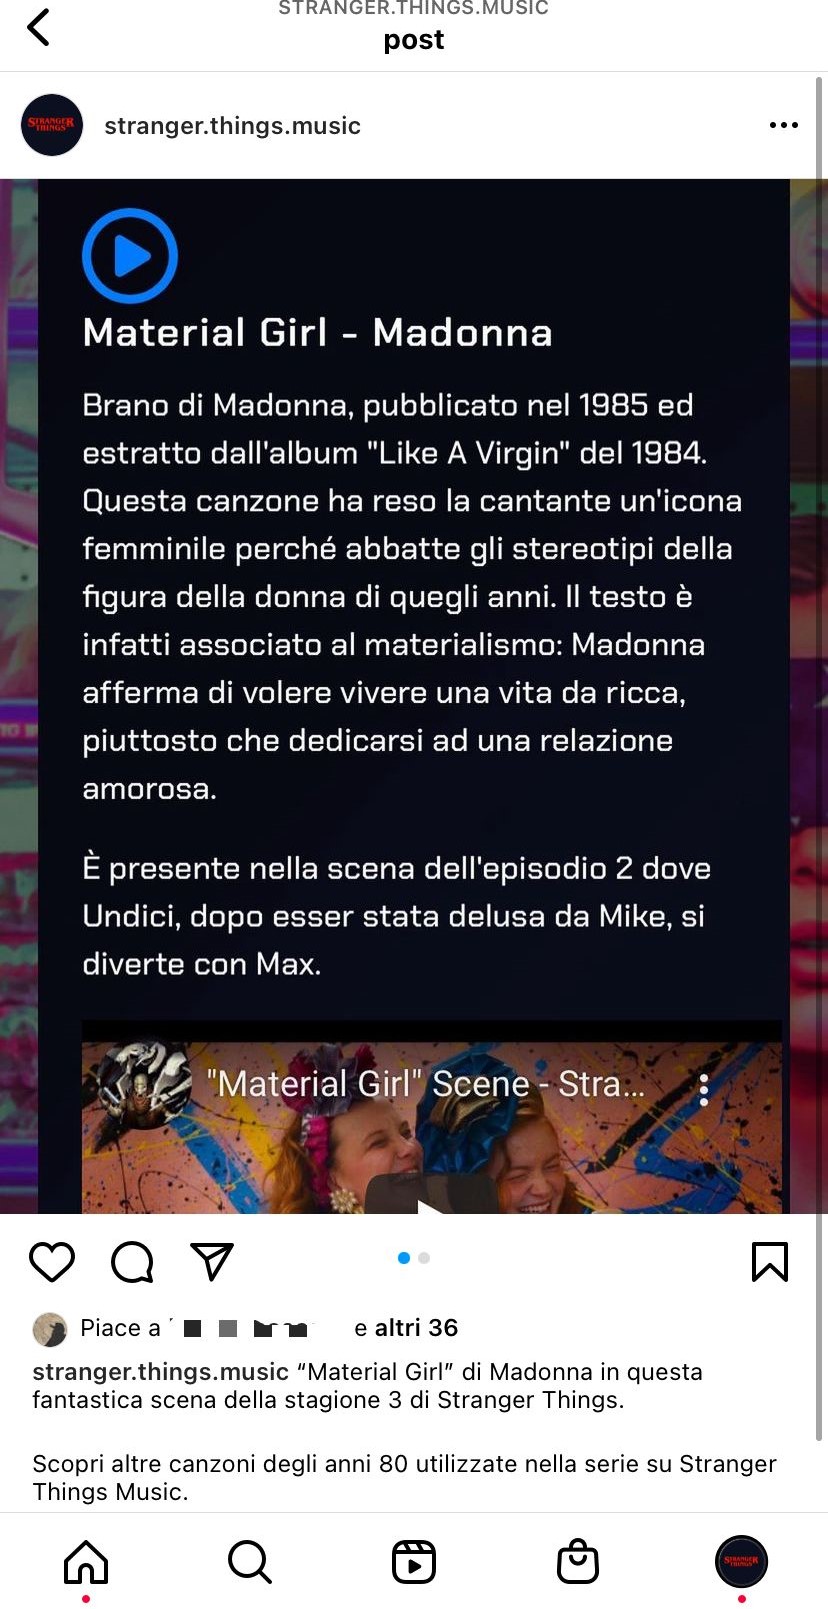 STRANGER.THINGS.MUSIC
post
STRANGER
THINGS
stranger.things.music
Material Girl - Madonna
Brano di Madonna, pubblicato nel 1985 ed
estratto dall'album "Like A Virgin" del 1984.
Questa canzone ha reso la cantante un'icona
femminile perché abbatte gli stereotipi della
figura della donna di quegli anni. Il testo è
infatti associato al materialismo: Madonna
afferma di volere vivere una vita da ricca,
piuttosto che dedicarsi ad una relazione
amorosa.
È presente nella scena dell'episodio 2 dove
Undici, dopo esser stata delusa da Mike, si
diverte con Max.
"Material Girl" Scene - Stra...
Piace a e altri 36
stranger.things.music “Material Girl” di Madonna in questa
fantastica scena della stagione 3 di Stranger Things.
Scopri altre canzoni degli anni 80 utilizzate nella serie su Stranger
Things Music.
STRANGER
THINGS